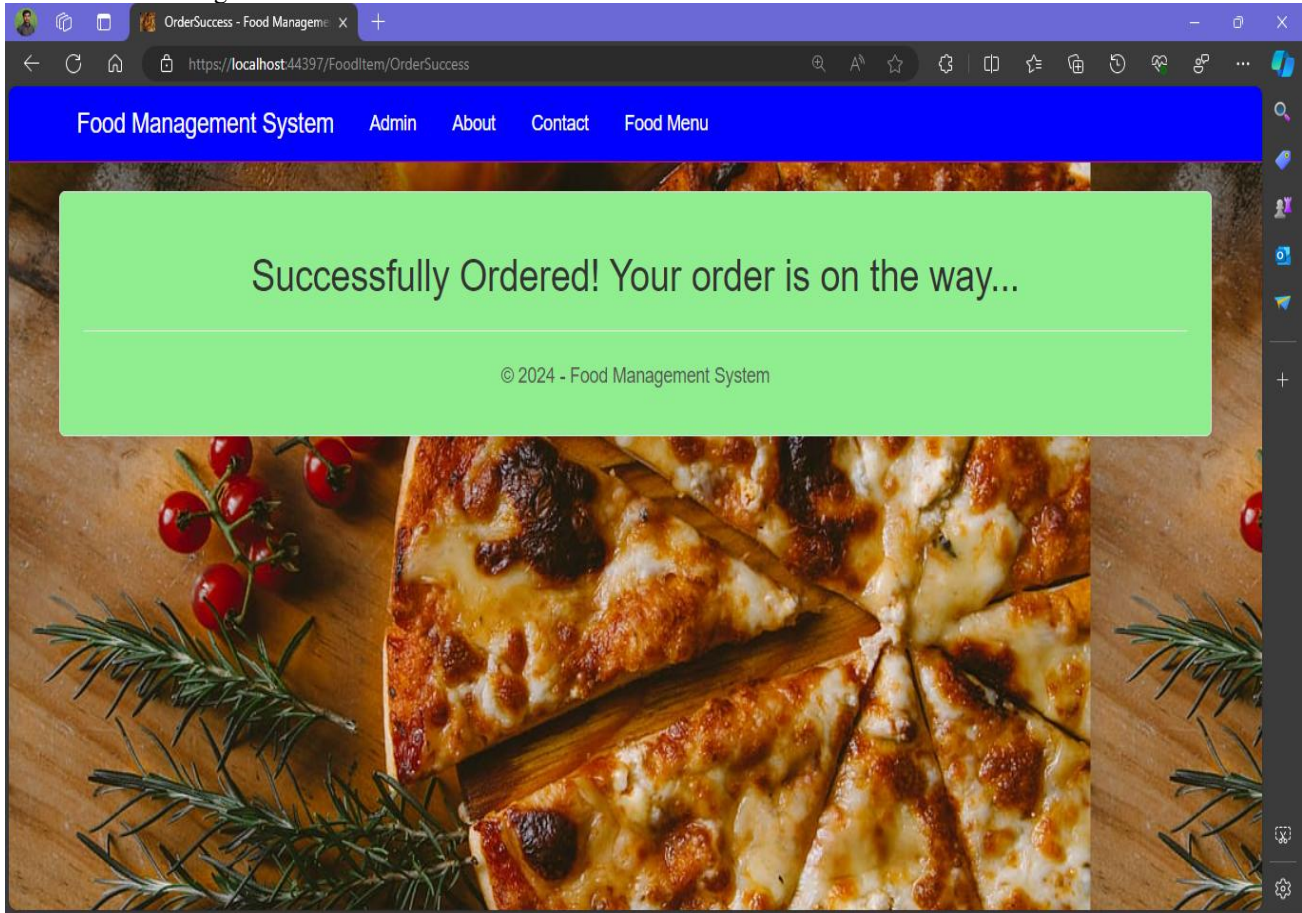 OrderSuccess - Food Manageme
https://localhost:44397/FoodItem/OrderSuccess
Food Management System Admin About Contact Food Menu
Successfully Ordered! Your order is on the way...
© 2024 - Food Management System